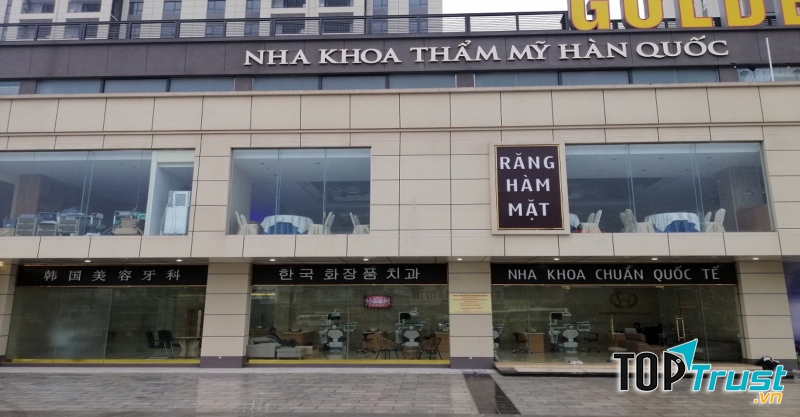 GOLDE
NHA KHOA THẨM MỸ HÀN QUỐC
RĂNG
HÀM
MẶT
韩国美容牙科
한국 화장품 치과
NHA KHOA CHUẨN QUỐC TẾ
TOPTrust.vn